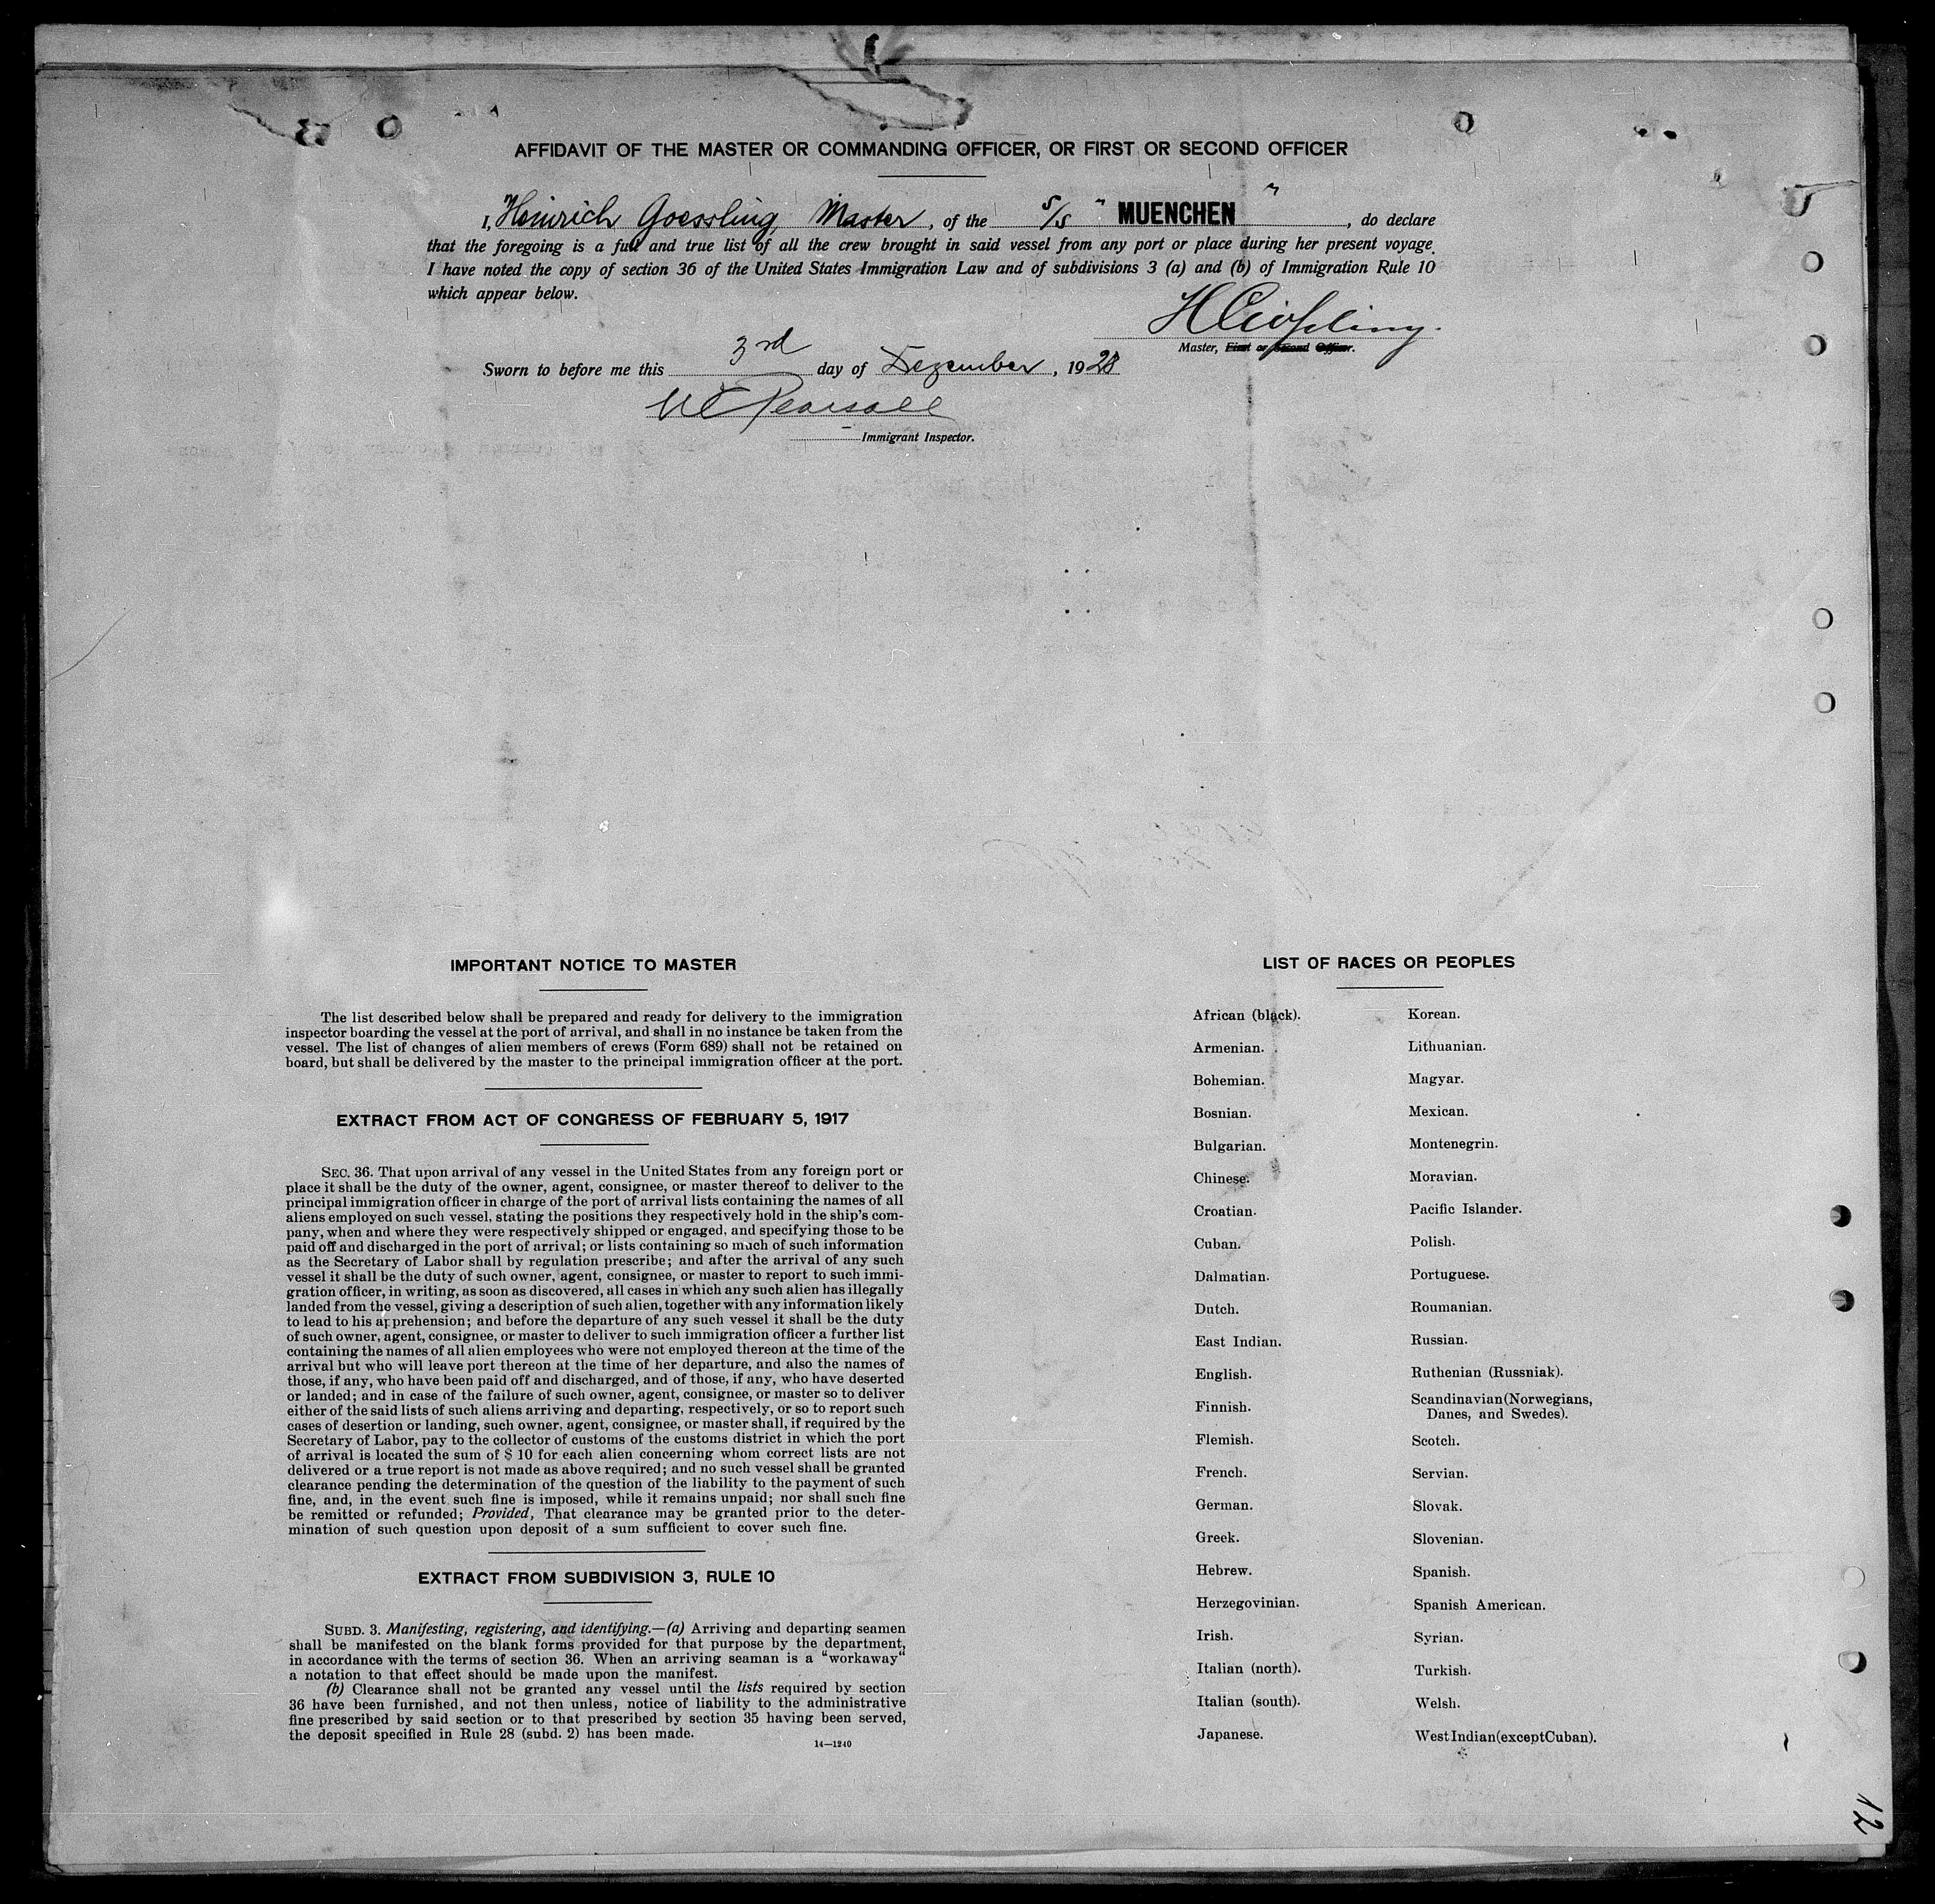 AFFIDAVIT OF THE MASTER OR COMMANDING OFFICER, OR FIRST OR SECOND OFFICER
I, Heinrich Goessling, Master, of the S/S " MUENCHEN ", do declare
that the foregoing is a full and true list of all the crew brought in said vessel from any port or place during her present voyage.
I have noted the copy of section 36 of the United States Immigration Law and of subdivisions 3 (a) and (b) of Immigration Rule 10
which appear below.
H Goessling.
Master, First or Second Officer.
Sworn to before me this 3rd day of Dezember, 1928
Pearsall
Immigrant Inspector.
IMPORTANT NOTICE TO MASTER
The list described below shall be prepared and ready for delivery to the immigration
inspector boarding the vessel at the port of arrival, and shall in no instance be taken from the
vessel. The list of changes of alien members of crews (Form 689) shall not be retained on
board, but shall be delivered by the master to the principal immigration officer at the port.
EXTRACT FROM ACT OF CONGRESS OF FEBRUARY 5, 1917
SEC. 36. That upon arrival of any vessel in the United States from any foreign port or
place it shall be the duty of the owner, agent, consignee, or master thereof to deliver to the
principal immigration officer in charge of the port of arrival lists containing the names of all
aliens employed on such vessel, stating the positions they respectively hold in the ship's com-
pany, when and where they were respectively shipped or engaged, and specifying those to be
paid off and discharged in the port of arrival; or lists containing so much of such information
as the Secretary of Labor shall by regulation prescribe; and after the arrival of any such
vessel it shall be the duty of such owner, agent, consignee, or master to report to such immi-
gration officer, in writing, as soon as discovered, all cases in which any such alien has illegally
landed from the vessel, giving a description of such alien, together with any information likely
to lead to his apprehension; and before the departure of any such vessel it shall be the duty
of such owner, agent, consignee, or master to deliver to such immigration officer a further list
containing the names of all alien employees who were not employed thereon at the time of the
arrival but who will leave port thereon at the time of her departure, and also the names of
those, if any, who have been paid off and discharged, and of those, if any, who have deserted
or landed; and in case of the failure of such owner, agent, consignee, or master so to deliver
either of the said lists of such aliens arriving and departing, respectively, or so to report such
cases of desertion or landing, such owner, agent, consignee, or master shall, if required by the
Secretary of Labor, pay to the collector of customs of the customs district in which the port
of arrival is located the sum of $ 10 for each alien concerning whom correct lists are not
delivered or a true report is not made as above required; and no such vessel shall be granted
clearance pending the determination of the question of the liability to the payment of such
fine, and, in the event such fine is imposed, while it remains unpaid; nor shall such fine
be remitted or refunded; Provided, That clearance may be granted prior to the deter-
mination of such question upon deposit of a sum sufficient to cover such fine.
EXTRACT FROM SUBDIVISION 3, RULE 10
SUBD. 3. Manifesting, registering, and identifying.—(a) Arriving and departing seamen
shall be manifested on the blank forms provided for that purpose by the department,
in accordance with the terms of section 36. When an arriving seaman is a "workaway"
a notation to that effect should be made upon the manifest.
(b) Clearance shall not be granted any vessel until the lists required by section
36 have been furnished, and not then unless, notice of liability to the administrative
fine prescribed by said section or to that prescribed by section 35 having been served,
the deposit specified in Rule 28 (subd. 2) has been made.
14—1240
LIST OF RACES OR PEOPLES
African (black).
Armenian.
Bohemian.
Bosnian.
Bulgarian.
Chinese.
Croatian.
Cuban.
Dalmatian.
Dutch.
East Indian.
English.
Finnish.
Flemish.
French.
German.
Greek.
Hebrew.
Herzegovinian.
Irish.
Italian (north).
Italian (south).
Japanese.
Korean.
Lithuanian.
Magyar.
Mexican.
Montenegrin.
Moravian.
Pacific Islander.
Polish.
Portuguese.
Roumanian.
Russian.
Ruthenian (Russniak).
Scandinavian (Norwegians,
Danes, and Swedes).
Scotch.
Servian.
Slovak.
Slovenian.
Spanish.
Spanish American.
Syrian.
Turkish.
Welsh.
West Indian (except Cuban).
12